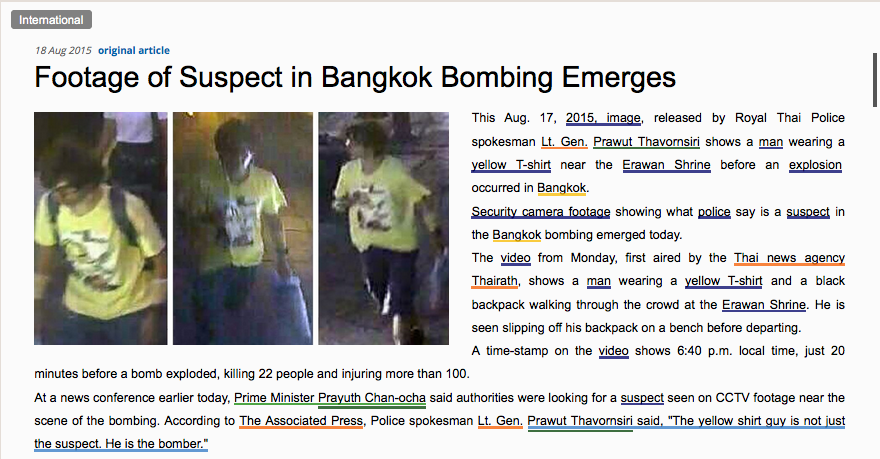 International
18 Aug 2015 original article
Footage of Suspect in Bangkok Bombing Emerges
This Aug. 17, 2015, image, released by Royal Thai Police
spokesman Lt. Gen. Prawut Thavornsiri shows a man wearing a
yellow T-shirt near the Erawan Shrine before an explosion
occurred in Bangkok.
Security camera footage showing what police say is a suspect in
the Bangkok bombing emerged today.
The video from Monday, first aired by the Thai news agency
Thairath, shows a man wearing a yellow T-shirt and a black
backpack walking through the crowd at the Erawan Shrine. He is
seen slipping off his backpack on a bench before departing.
A time-stamp on the video shows 6:40 p.m. local time, just 20
minutes before a bomb exploded, killing 22 people and injuring more than 100.
At a news conference earlier today, Prime Minister Prayuth Chan-ocha said authorities were looking for a suspect seen on CCTV footage near the
scene of the bombing. According to The Associated Press, Police spokesman Lt. Gen. Prawut Thavornsiri said, "The yellow shirt guy is not just
the suspect. He is the bomber."